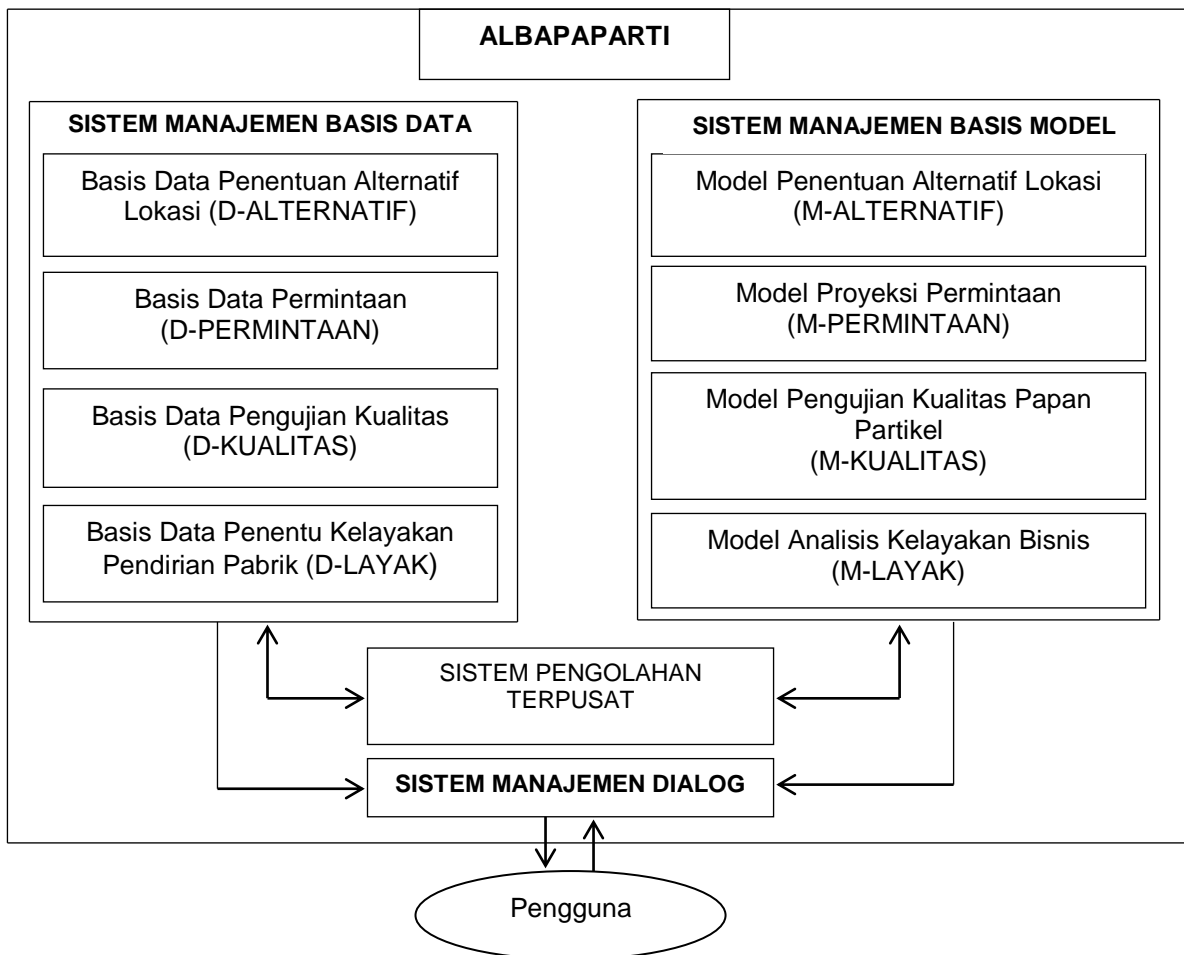 ALBAPAPARTI
SISTEM MANAJEMEN BASIS DATA
Basis Data Penentuan Alternatif
Lokasi (D-ALTERNATIF)
Basis Data Permintaan
(D-PERMINTAAN)
Basis Data Pengujian Kualitas
(D-KUALITAS)
Basis Data Penentu Kelayakan
Pendirian Pabrik (D-LAYAK)
SISTEM MANAJEMEN BASIS MODEL
Model Penentuan Alternatif Lokasi
(M-ALTERNATIF)
Model Proyeksi Permintaan
(M-PERMINTAAN)
Model Pengujian Kualitas Papan
Partikel
(M-KUALITAS)
Model Analisis Kelayakan Bisnis
(M-LAYAK)
SISTEM PENGOLAHAN
TERPUSAT
SISTEM MANAJEMEN DIALOG
Pengguna